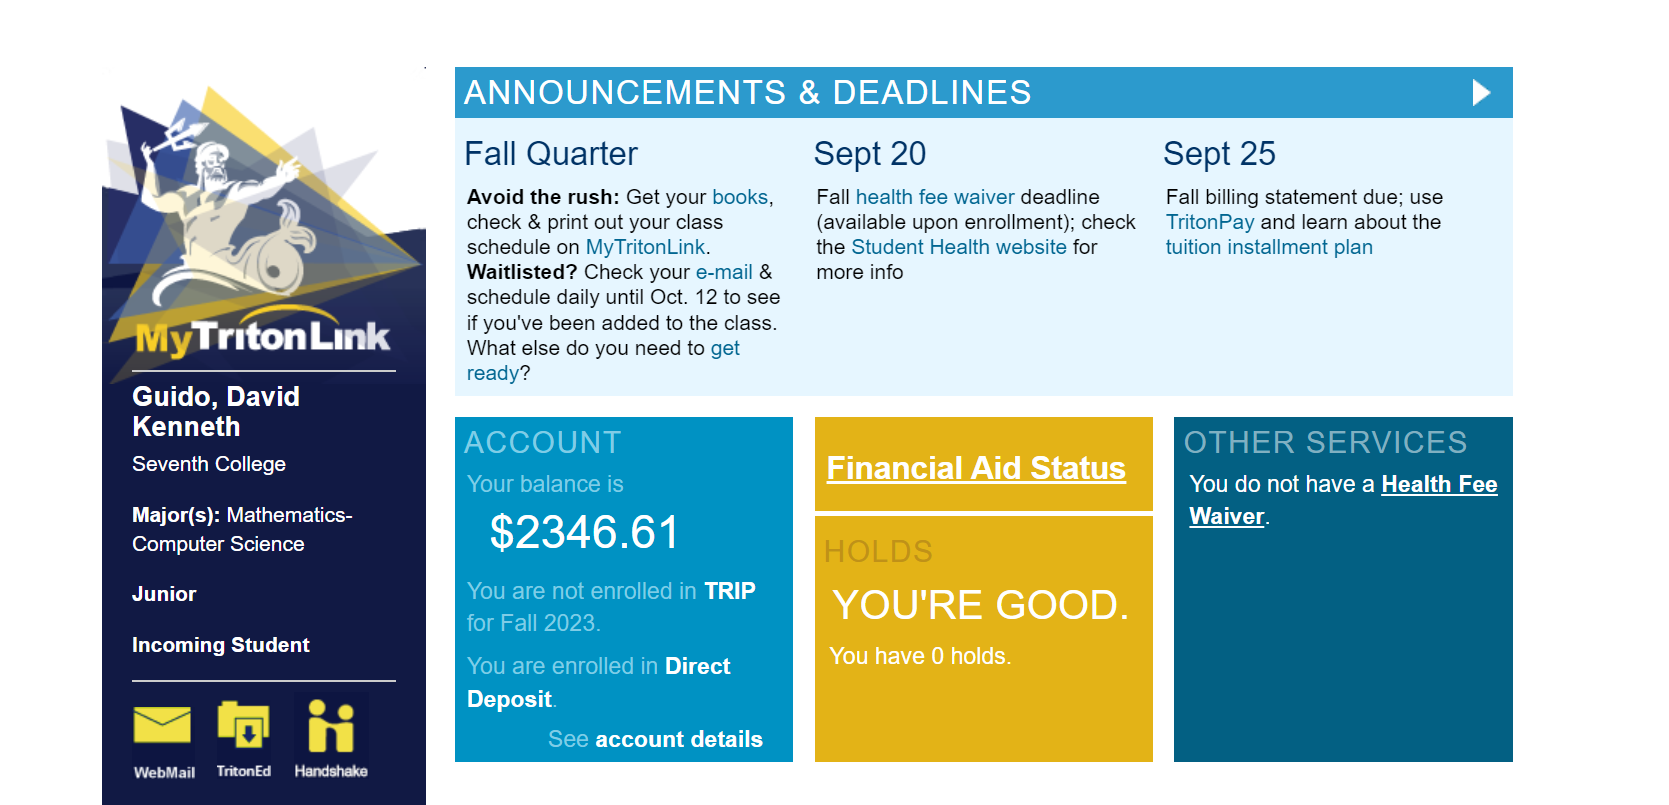 MyTritonLink
Guido, David
Kenneth
Seventh College
Major(s): Mathematics-
Computer Science
Junior
Incoming Student
WebMail
TritonEd
Handshake
ANNOUNCEMENTS & DEADLINES
Fall Quarter
Avoid the rush: Get your books,
check & print out your class
schedule on MyTritonLink.
Waitlisted? Check your e-mail &
schedule daily until Oct. 12 to see
if you've been added to the class.
What else do you need to get
ready?
Sept 20
Fall health fee waiver deadline
(available upon enrollment); check
the Student Health website for
more info
Sept 25
Fall billing statement due; use
TritonPay and learn about the
tuition installment plan
ACCOUNT
Your balance is
$2346.61
You are not enrolled in TRIP
for Fall 2023.
You are enrolled in Direct
Deposit.
See account details
Financial Aid Status
HOLDS
YOU'RE GOOD.
You have 0 holds.
OTHER SERVICES
You do not have a Health Fee
Waiver.